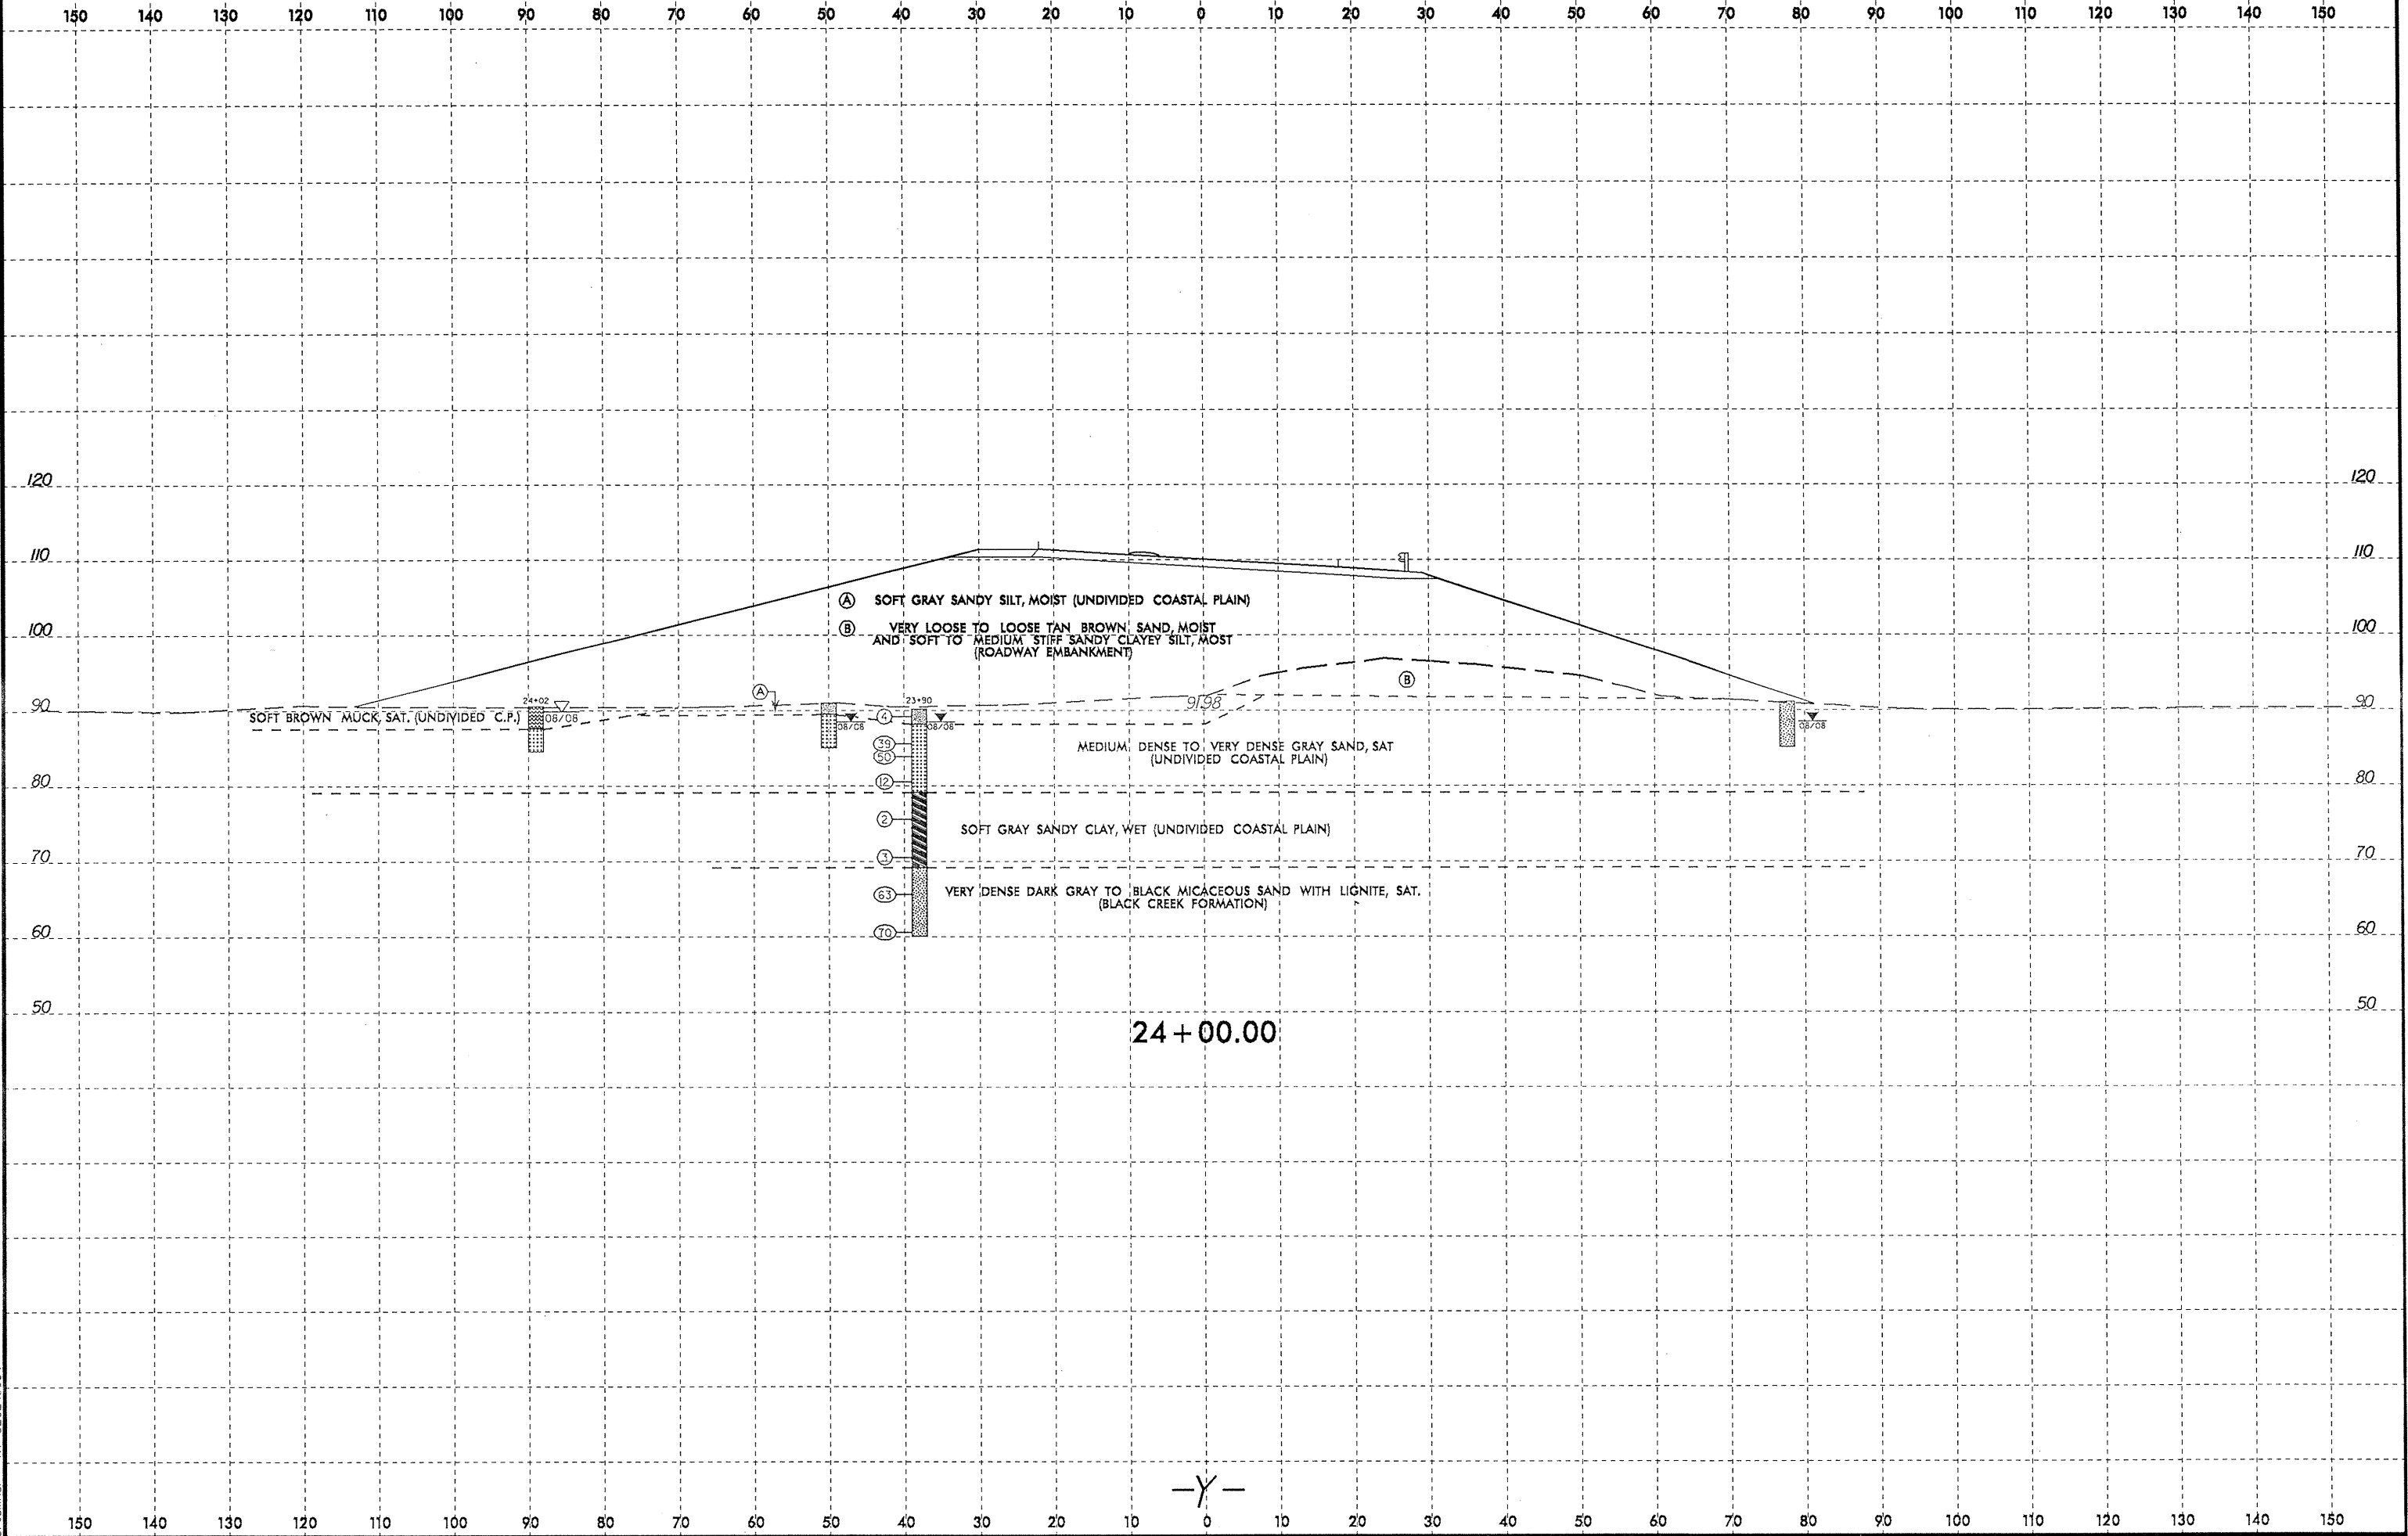 150 140 130 120 110 100 90 80 70 60 50 40 30 20 10 0 10 20 30 40 50 60 70 80 90 100 110 120 130 140 150
120 120
110 110
Ⓐ SOFT GRAY SANDY SILT, MOIST (UNDIVIDED COASTAL PLAIN)
100 100
Ⓑ VERY LOOSE TO LOOSE TAN BROWN SAND, MOIST
AND SOFT TO MEDIUM STIFF SANDY CLAYEY SILT, MOST
(ROADWAY EMBANKMENT)
Ⓑ
Ⓐ
24+02 23+90
90 91.98 90
SOFT BROWN MUCK, SAT. (UNDIVIDED C.P.) 08/08 4
08/08 08/08 08/08
39 MEDIUM DENSE TO VERY DENSE GRAY SAND, SAT
50 (UNDIVIDED COASTAL PLAIN)
80 12 80
2 SOFT GRAY SANDY CLAY, WET (UNDIVIDED COASTAL PLAIN)
70 3 70
63 VERY DENSE DARK GRAY TO BLACK MICACEOUS SAND WITH LIGNITE, SAT.
(BLACK CREEK FORMATION)
60 70 60
50 50
24+00.00
-Y-
150 140 130 120 110 100 90 80 70 60 50 40 30 20 10 0 10 20 30 40 50 60 70 80 90 100 110 120 130 140 150